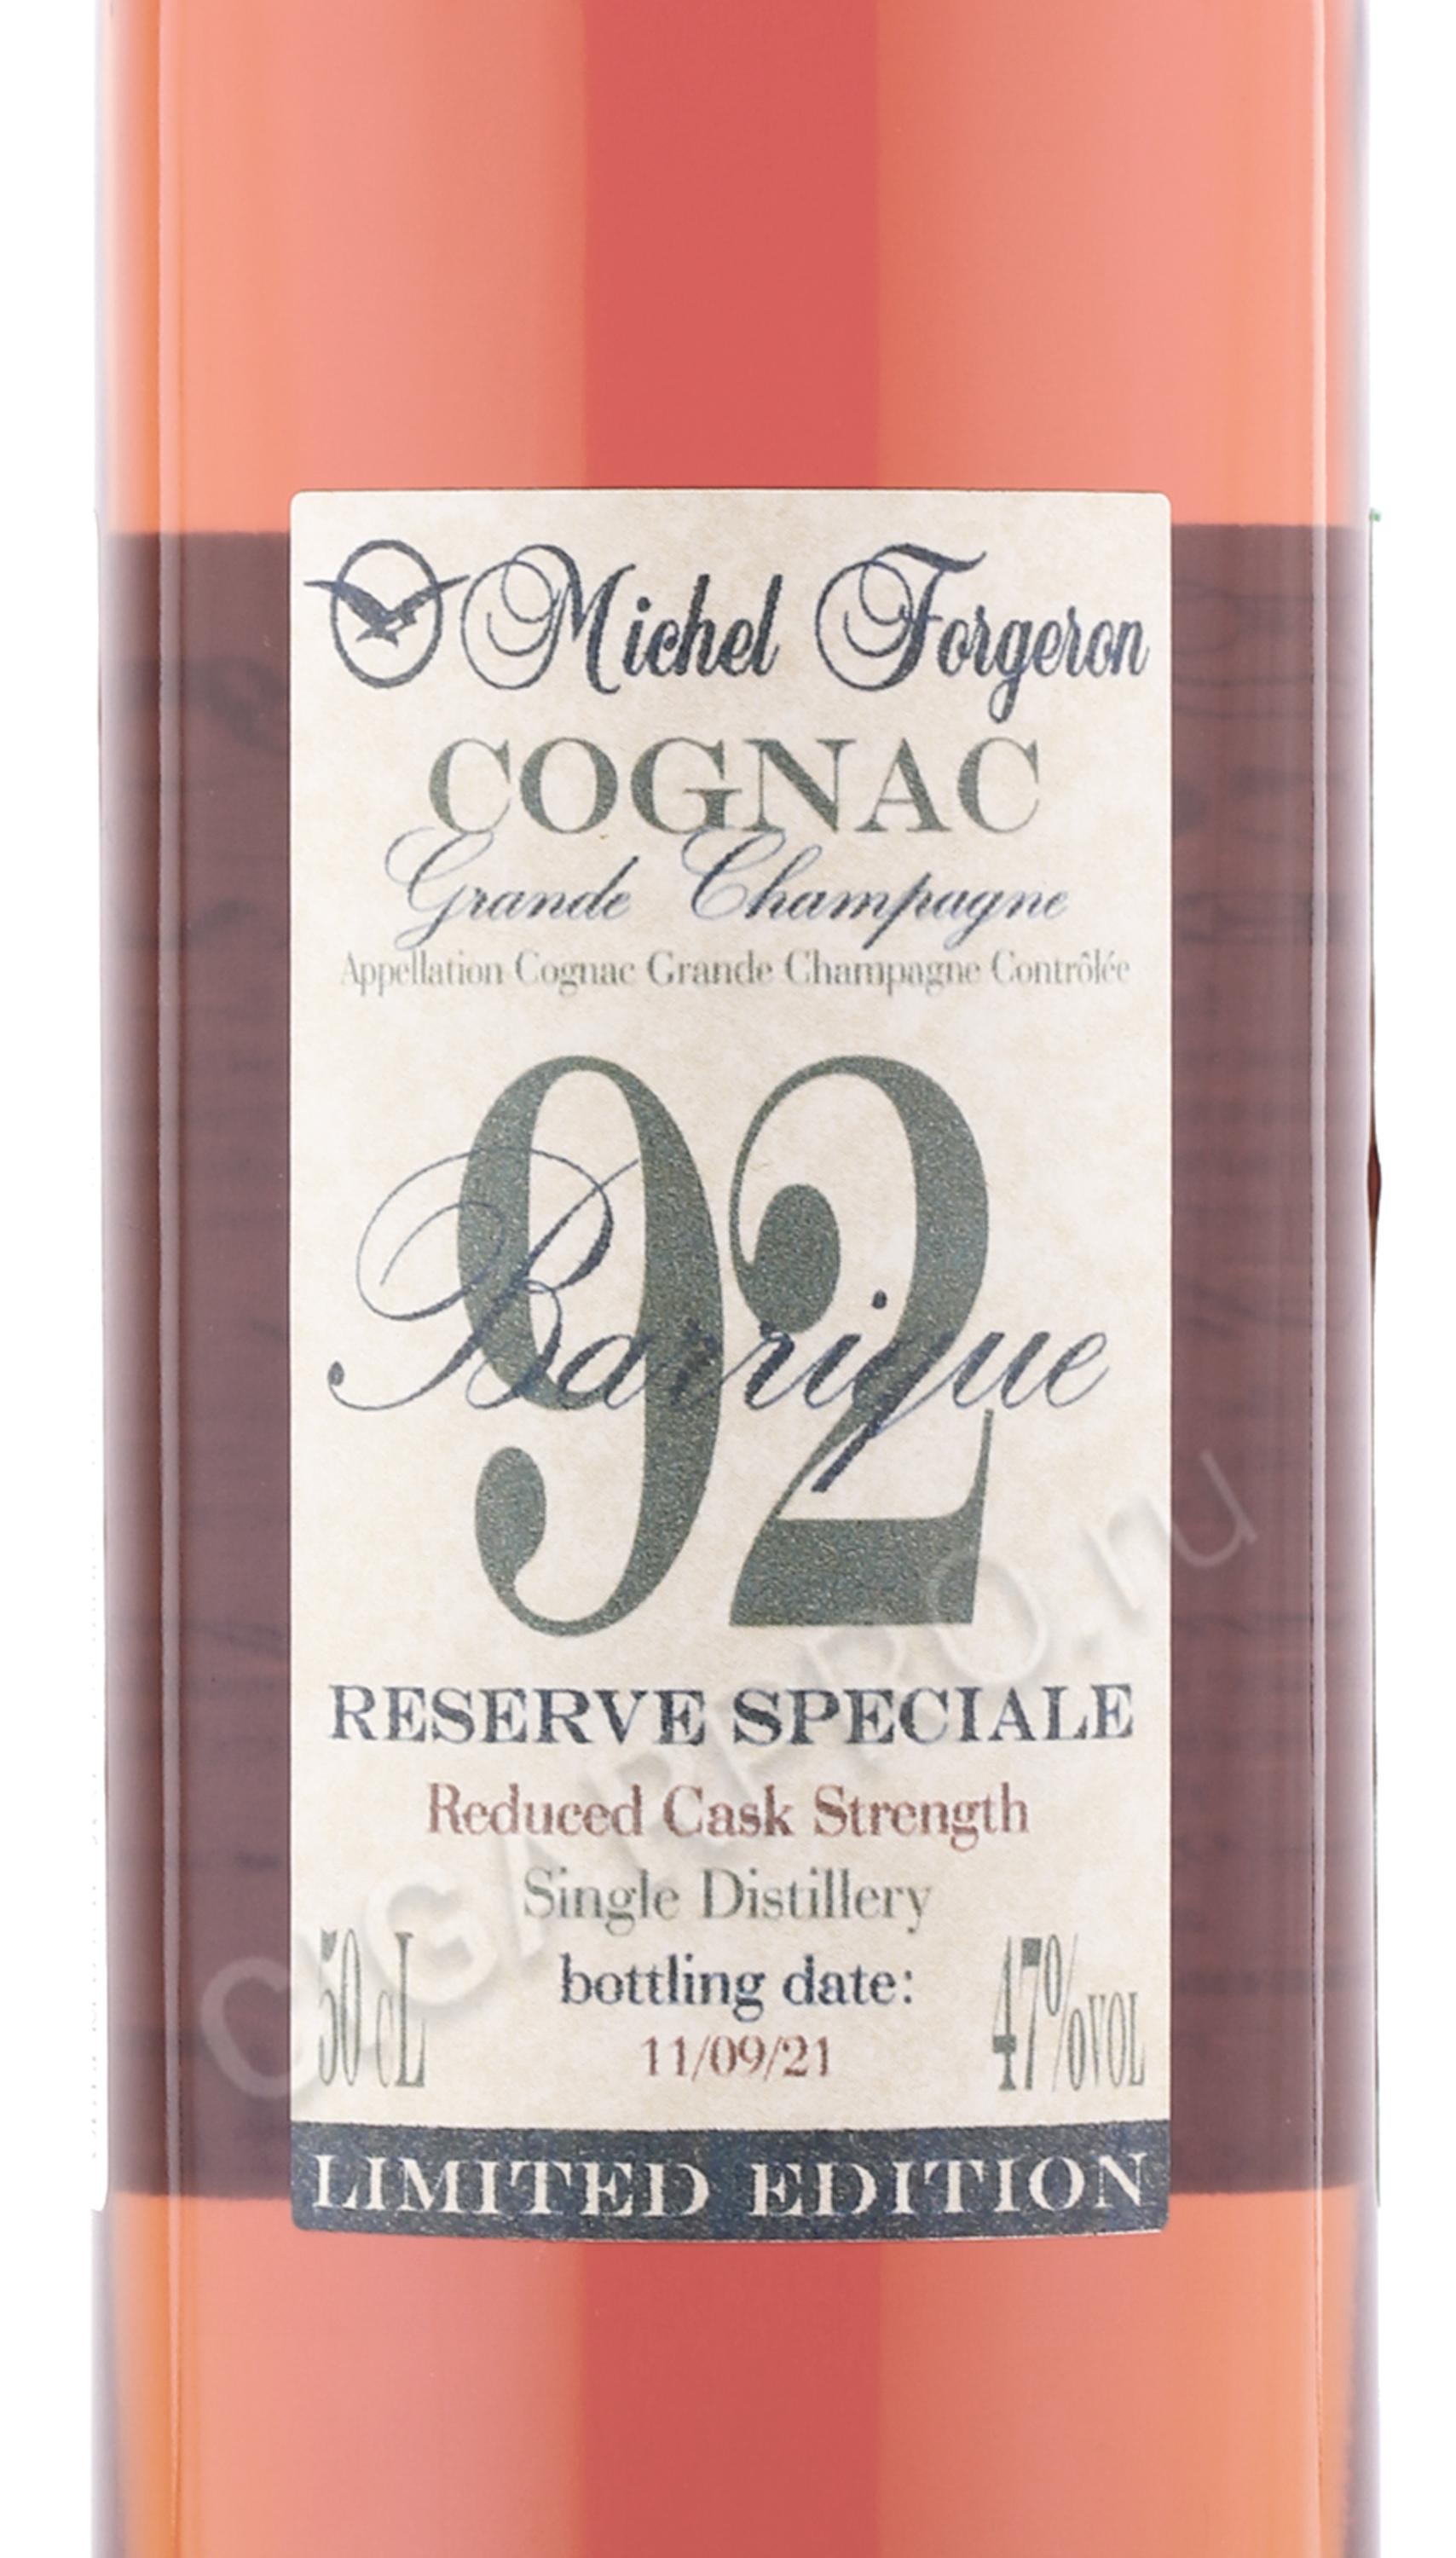 Michel Forgeron
COGNAC
Grande Champagne
Appellation Cognac Grande Champagne Contrôlée
92
Barrique
RESERVE SPECIALE
Reduced Cask Strength
Single Distillery
bottling date:
50 cL 11/09/21 47%VOL
LIMITED EDITION
CIGARPRO.ru